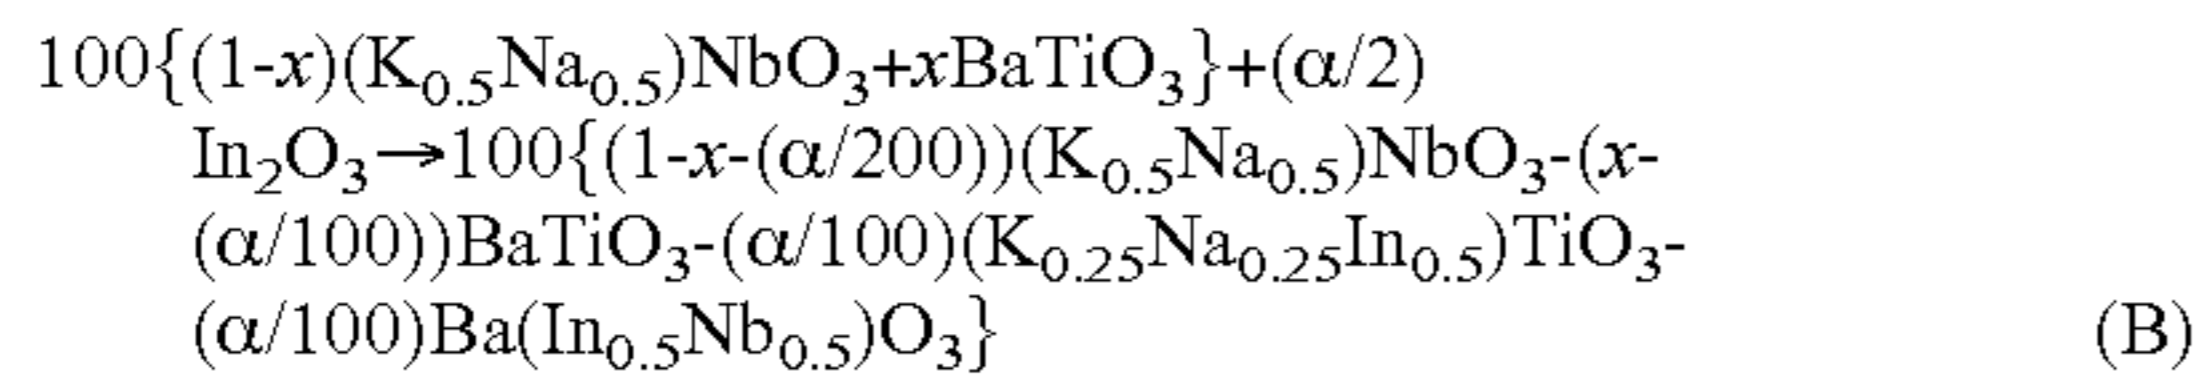 100{(1-x)(K₀.₅Na₀.₅)NbO₃+xBaTiO₃}+(α/2)
In₂O₃→100{(1-x-(α/200))(K₀.₅Na₀.₅)NbO₃-(x-
(α/100))BaTiO₃-(α/100)(K₀.₂₅Na₀.₂₅In₀.₅)TiO₃-
(α/100)Ba(In₀.₅Nb₀.₅)O₃} (B)